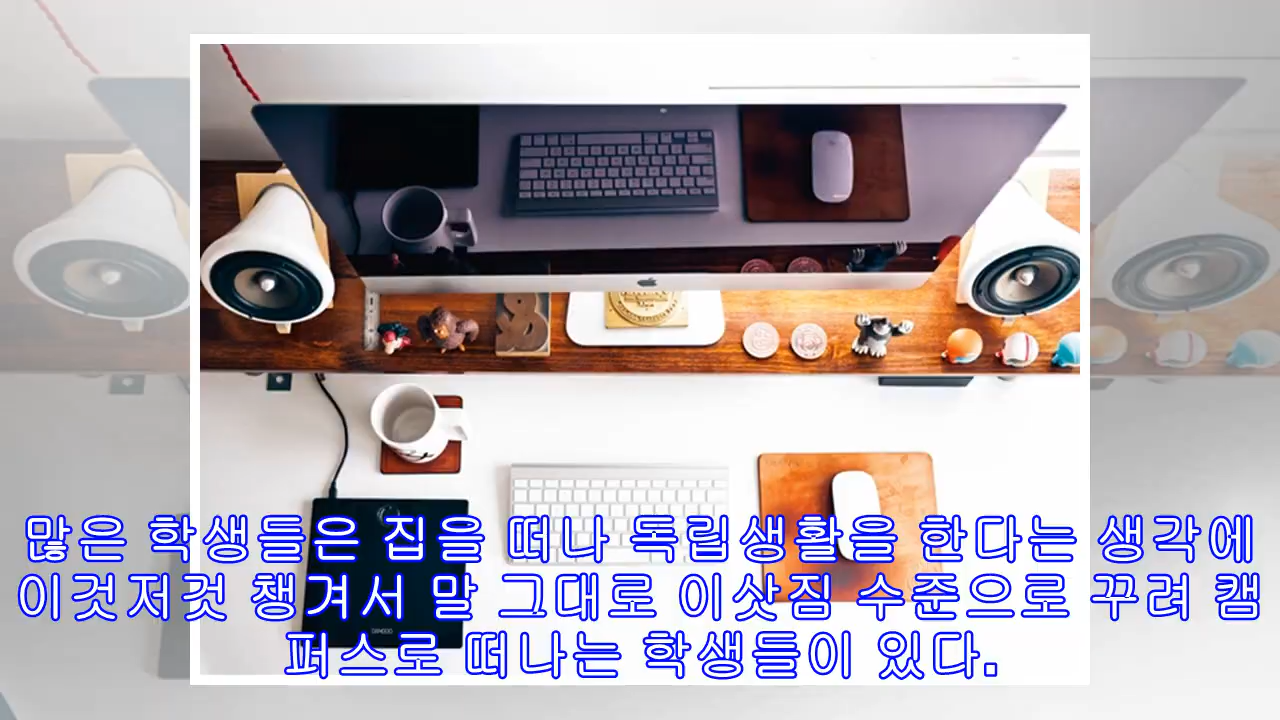 많은 학생들은 집을 떠나 독립생활을 한다는 생각에
이것저것 챙겨서 말 그대로 이삿짐 수준으로 꾸려 캠
퍼스로 떠나는 학생들이 있다.